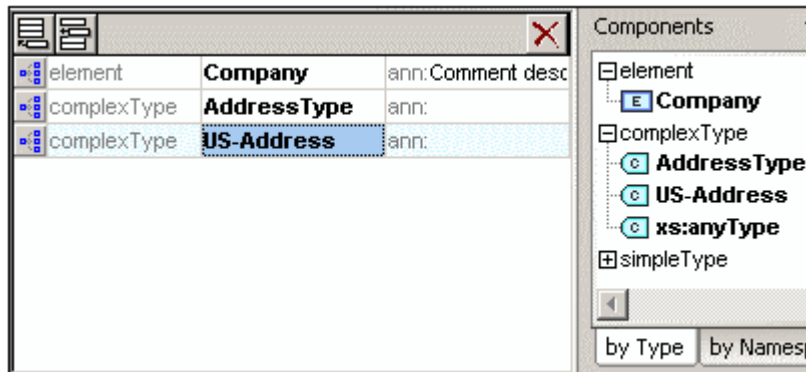 Components
element Company ann:Comment desc
complexType AddressType ann:
complexType US-Address ann:
element
E Company
complexType
C AddressType
C US-Address
C xs:anyType
simpleType
by Type by Namesp